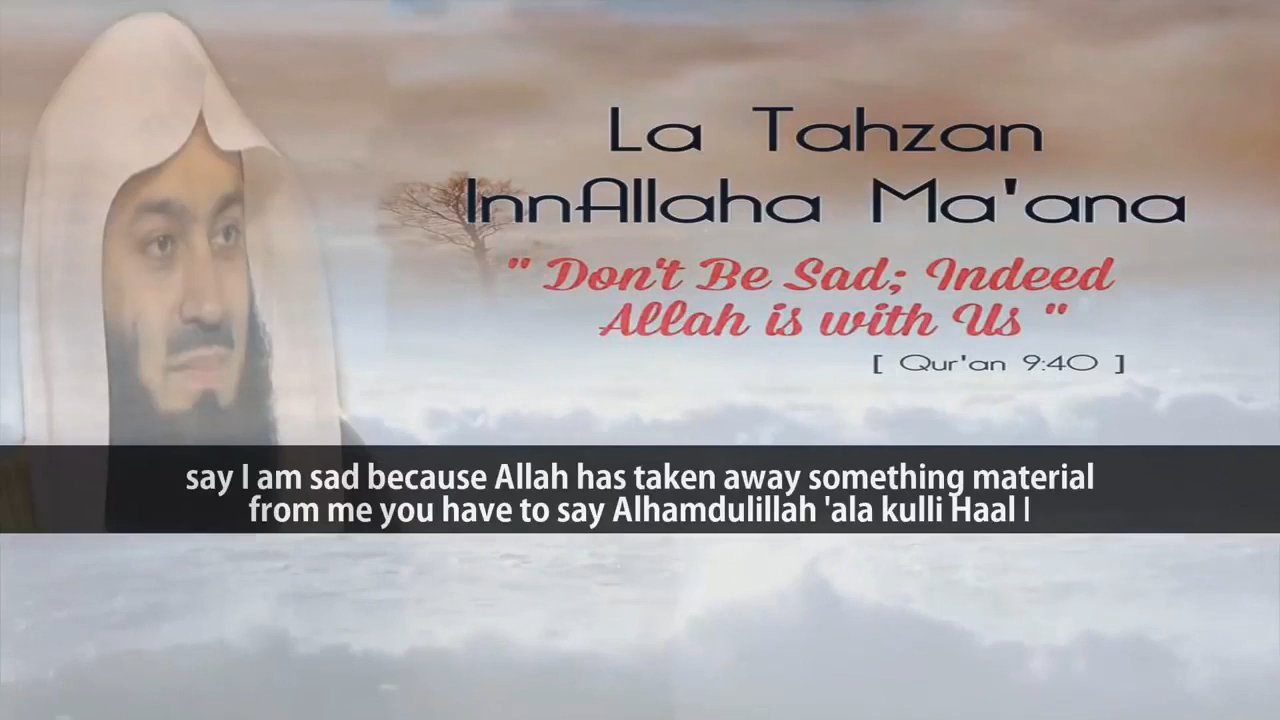 La Tahzan
InnAllaha Ma'ana
" Don't Be Sad; Indeed
Allah is with Us "
[ Qur'an 9:40 ]
say I am sad because Allah has taken away something material
from me you have to say Alhamdulillah 'ala kulli Haal I